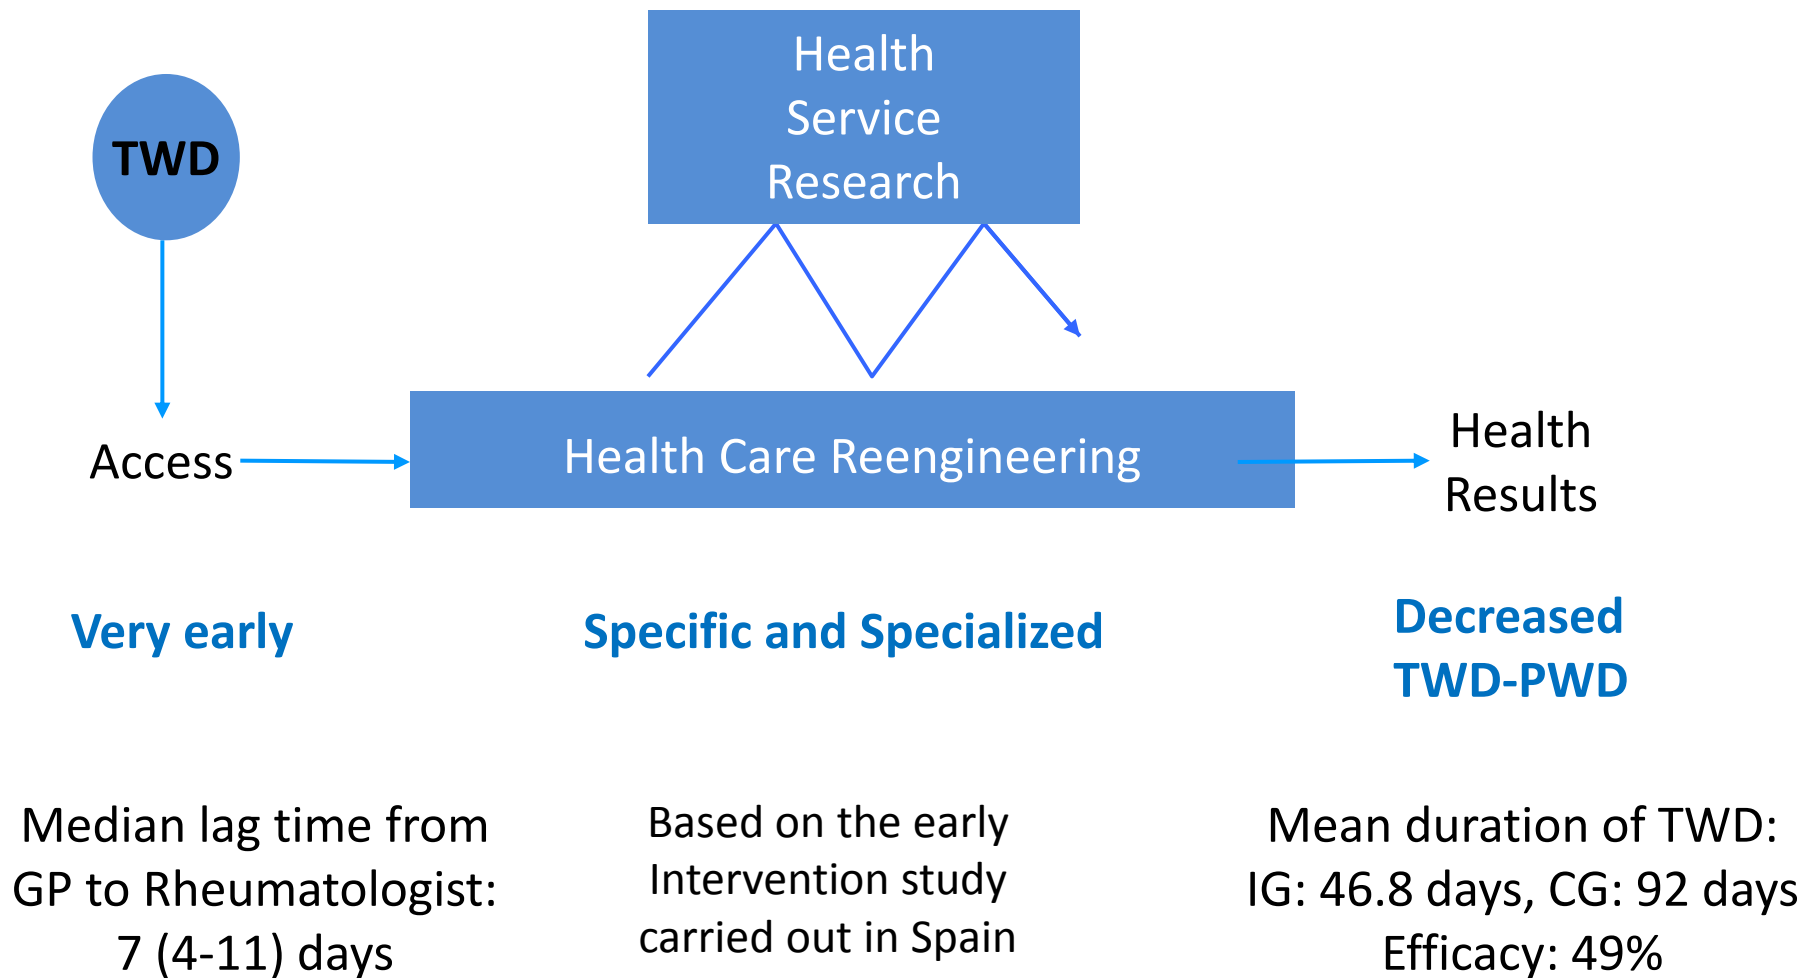 Health
Service
Research
TWD
Access
Health Care Reengineering
Health
Results
Very early
Specific and Specialized
Decreased
TWD-PWD
Median lag time from
GP to Rheumatologist:
7 (4-11) days
Based on the early
Intervention study
carried out in Spain
Mean duration of TWD:
IG: 46.8 days, CG: 92 days
Efficacy: 49%